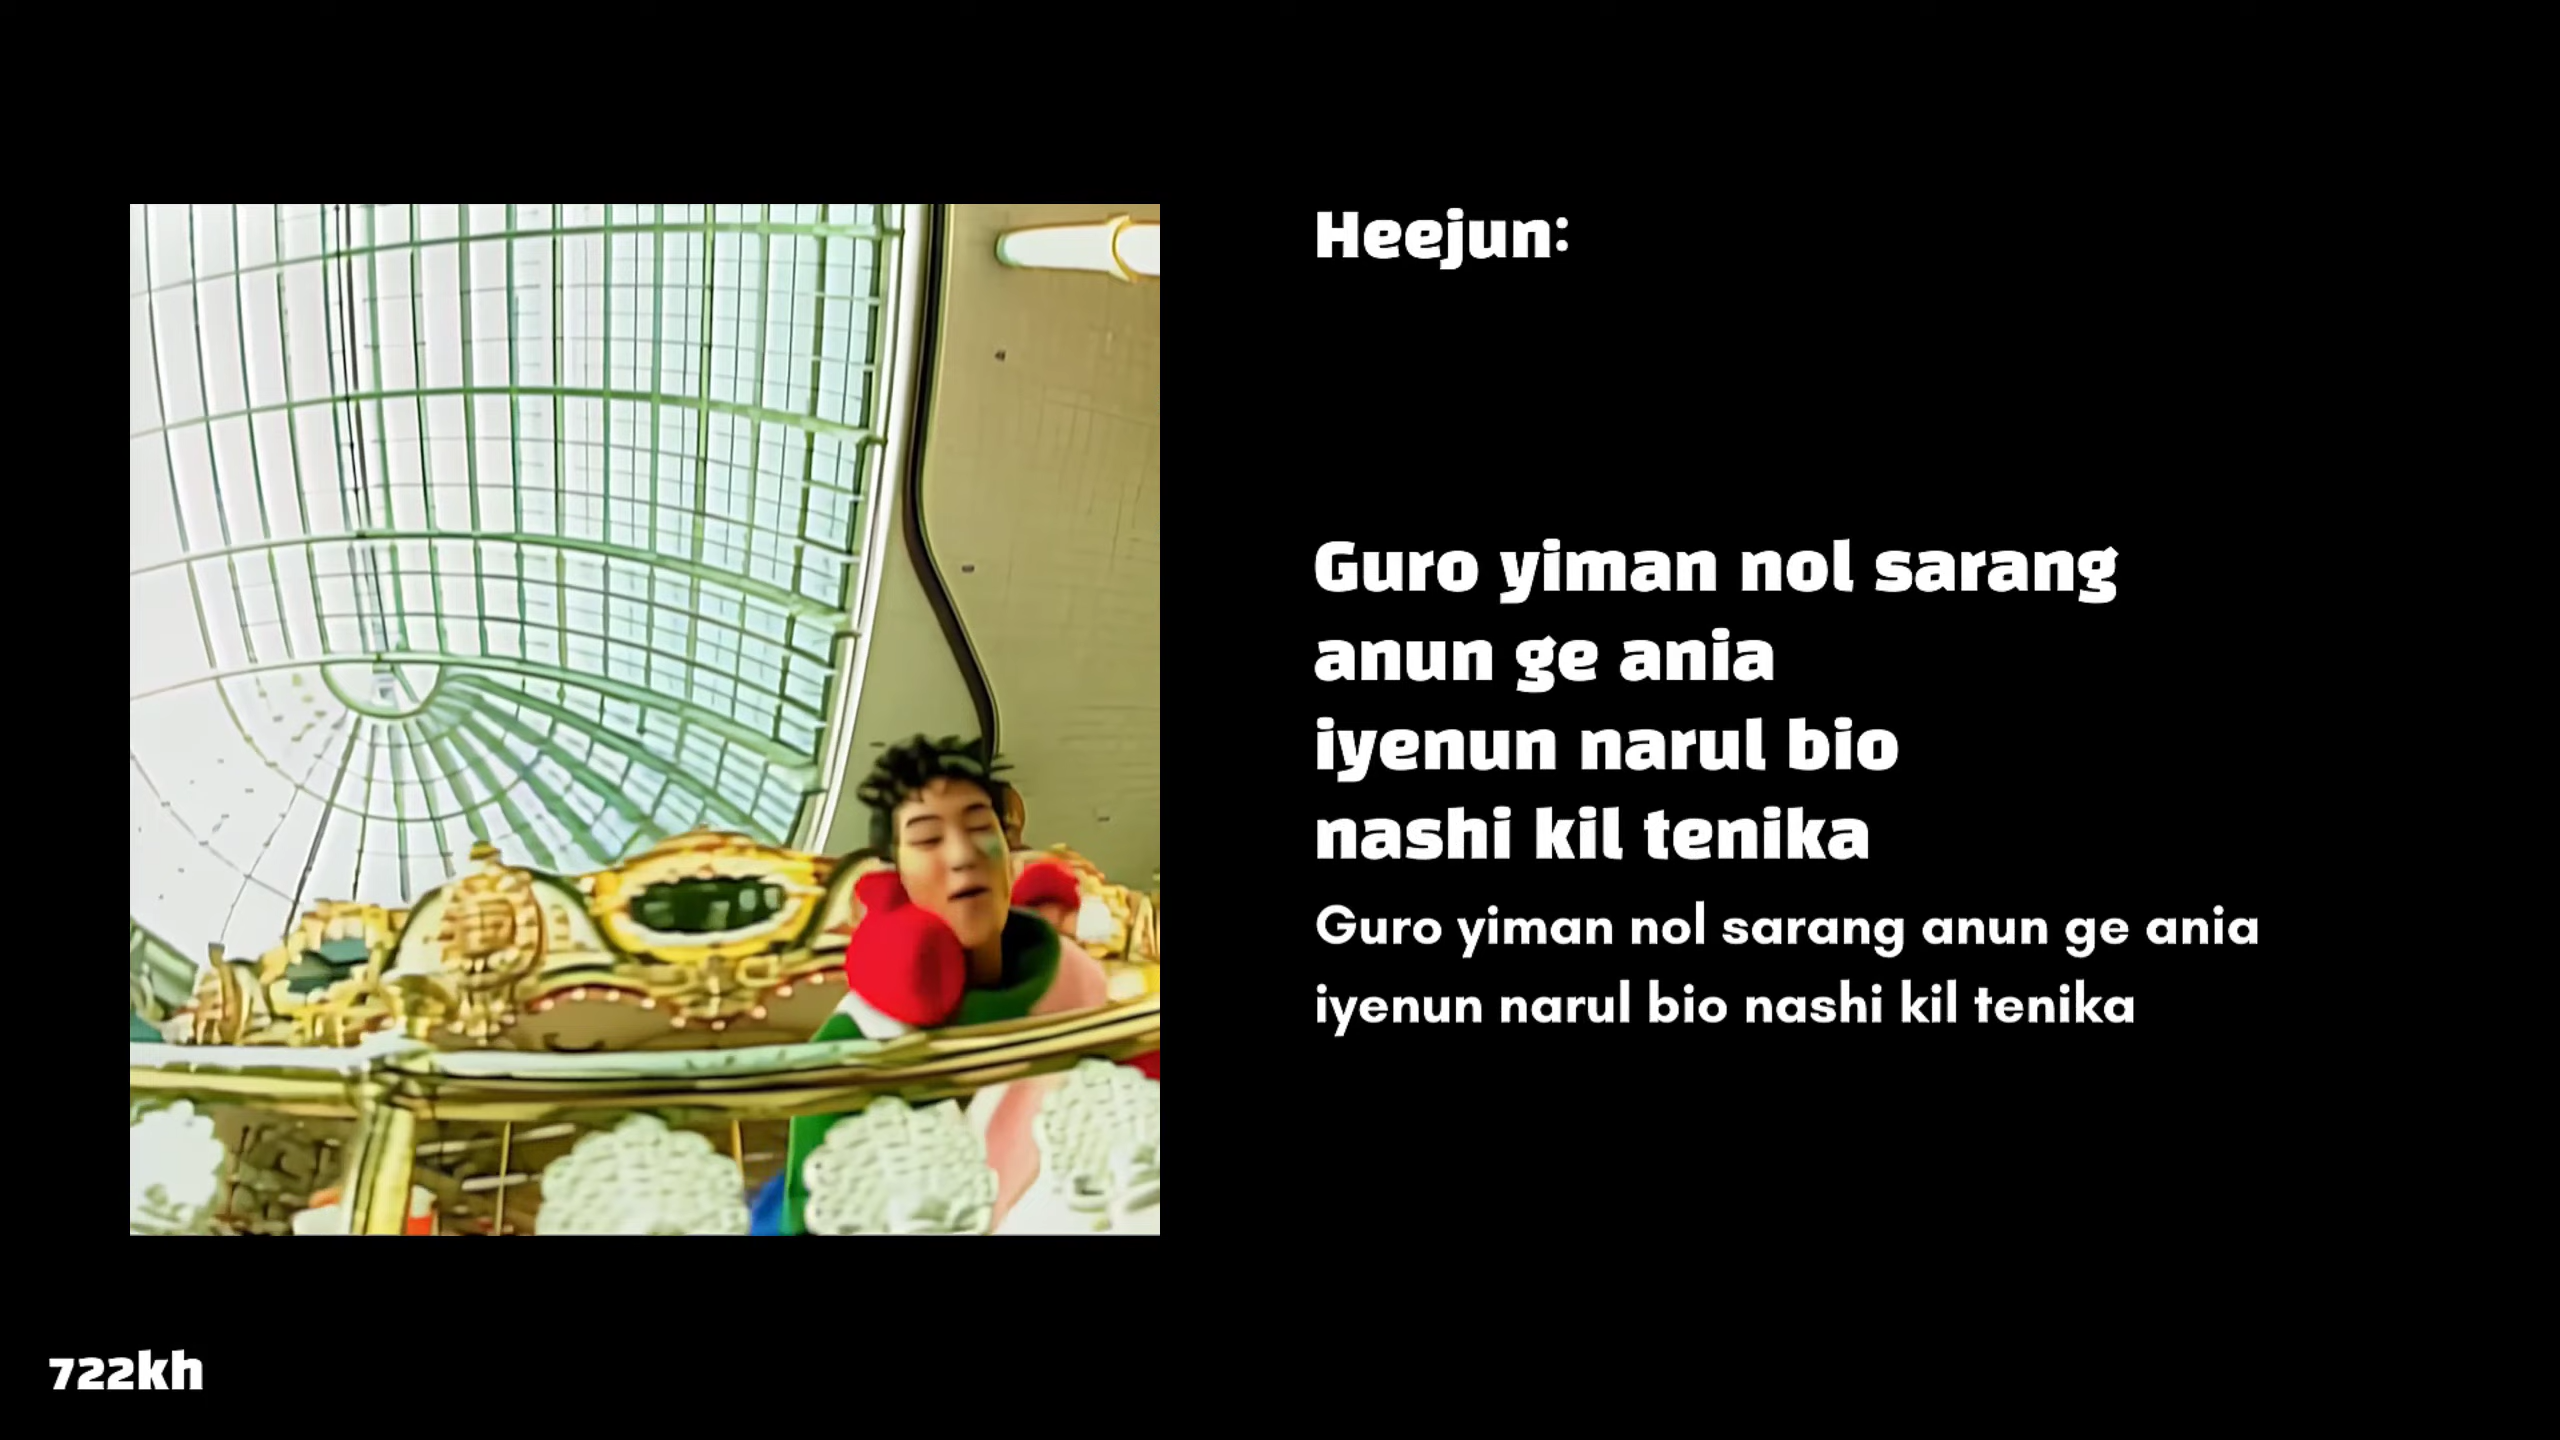 Heejun:
Guro yiman nol sarang
anun ge ania
iyenun narul bio
nashi kil tenika
Guro yiman nol sarang anun ge ania
iyenun narul bio nashi kil tenika
722kh